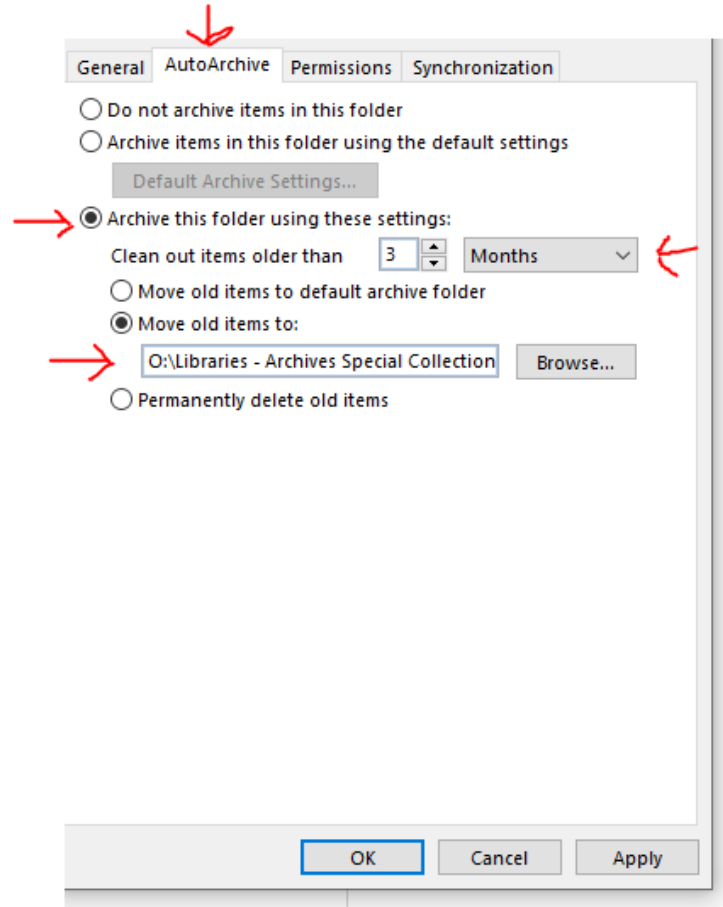 General AutoArchive Permissions Synchronization
Do not archive items in this folder
Archive items in this folder using the default settings
Default Archive Settings...
Archive this folder using these settings:
Clean out items older than 3 Months
Move old items to default archive folder
Move old items to:
O:\Libraries - Archives Special Collection Browse...
Permanently delete old items
OK Cancel Apply